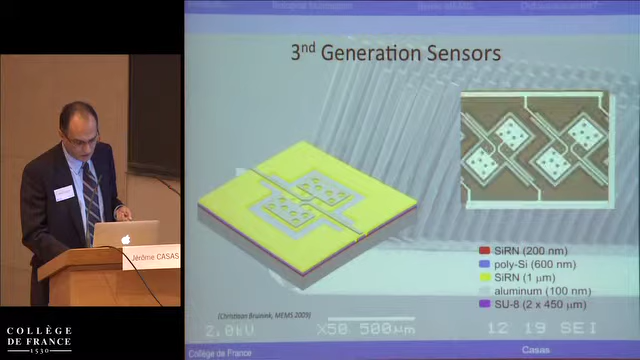 3nd Generation Sensors
SiRN (200 nm)
poly-Si (600 nm)
SiRN (1 µm)
aluminum (100 nm)
SU-8 (2 x 450 µm)
(Christiaan Bruinink, MEMS 2009)
2.0kV X50 500µm 12 19 SEI
Collège de France
Casas
Jérôme CASAS
COLLÈGE
DE FRANCE
1530